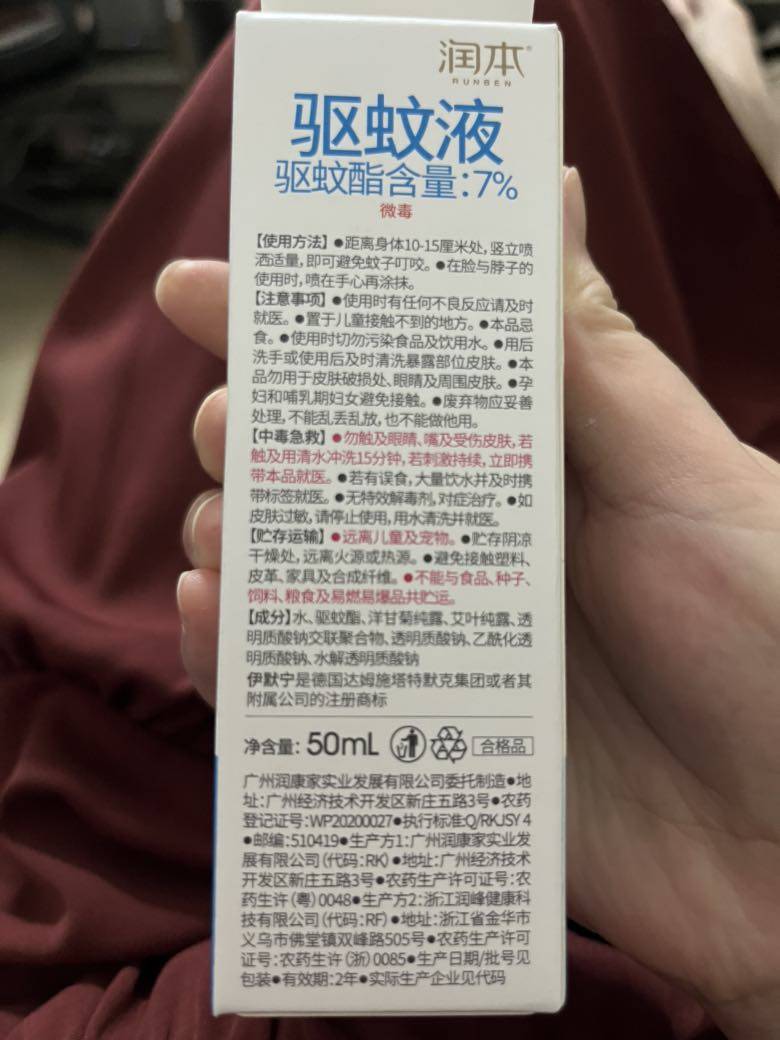 润本®
RUNBEN
驱蚊液
驱蚊酯含量:7%
微毒
【使用方法】●距离身体10-15厘米处,竖立喷
洒适量,即可避免蚊子叮咬。●在脸与脖子的
使用时,喷在手心再涂抹。
【注意事项】●使用时有任何不良反应请及时
就医。●置于儿童接触不到的地方。●本品忌
食。●使用时切勿污染食品及饮用水。●用后
洗手或使用后及时清洗暴露部位皮肤。●本
品勿用于皮肤破损处、眼睛及周围皮肤。●孕
妇和哺乳期妇女避免接触。●废弃物应妥善
处理,不能乱丢乱放,也不能做他用。
【中毒急救】●勿触及眼睛、嘴及受伤皮肤,若
触及用清水冲洗15分钟,若刺激持续,立即携
带本品就医。●若有误食,大量饮水并及时携
带标签就医。●无特效解毒剂,对症治疗。●如
皮肤过敏,请停止使用,用水清洗并就医。
【贮存运输】●远离儿童及宠物。●贮存阴凉
干燥处,远离火源或热源。●避免接触塑料、
皮革、家具及合成纤维。●不能与食品、种子、
饲料、粮食及易燃易爆品共贮运。
【成分】水、驱蚊酯、洋甘菊纯露、艾叶纯露、透
明质酸钠交联聚合物、透明质酸钠、乙酰化透
明质酸钠、水解透明质酸钠
伊默宁是德国达姆施塔特默克集团或者其
附属公司的注册商标
净含量:50mL 合格品
广州润康家实业发展有限公司委托制造●地
址:广州经济技术开发区新庄五路3号●农药
登记证号:WP20200027●执行标准:Q/RKJSY 4
●邮编:510419●生产方1:广州润康家实业发
展有限公司(代码:RK)●地址:广州经济技术
开发区新庄五路3号●农药生产许可证号:农
药生许(粤)0048●生产方2:浙江润峰健康科
技有限公司(代码:RF)●地址:浙江省金华市
义乌市佛堂镇双峰路505号●农药生产许可
证号:农药生许(浙)0085●生产日期/批号见
包装●有效期:2年●实际生产企业见代码